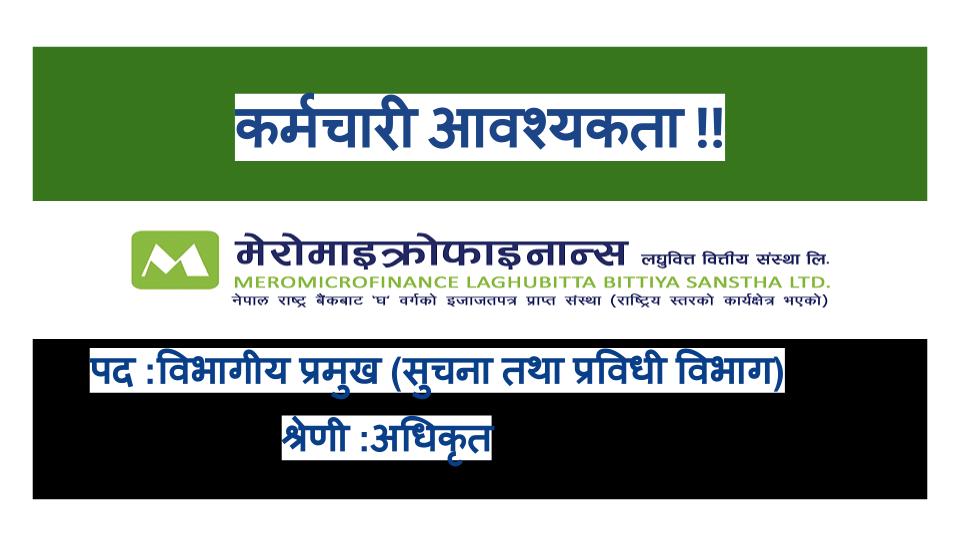 कर्मचारी आवश्यकता !!
मेरोमाइक्रोफाइनान्स लघुवित्त वित्तीय संस्था लि.
MEROMICROFINANCE LAGHUBITTA BITTIYA SANSTHA LTD.
नेपाल राष्ट्र बैंकबाट 'घ' वर्गको इजाजतपत्र प्राप्त संस्था (राष्ट्रिय स्तरको कार्यक्षेत्र भएको)
पद :विभागीय प्रमुख (सुचना तथा प्रविधी विभाग)
श्रेणी :अधिकृत